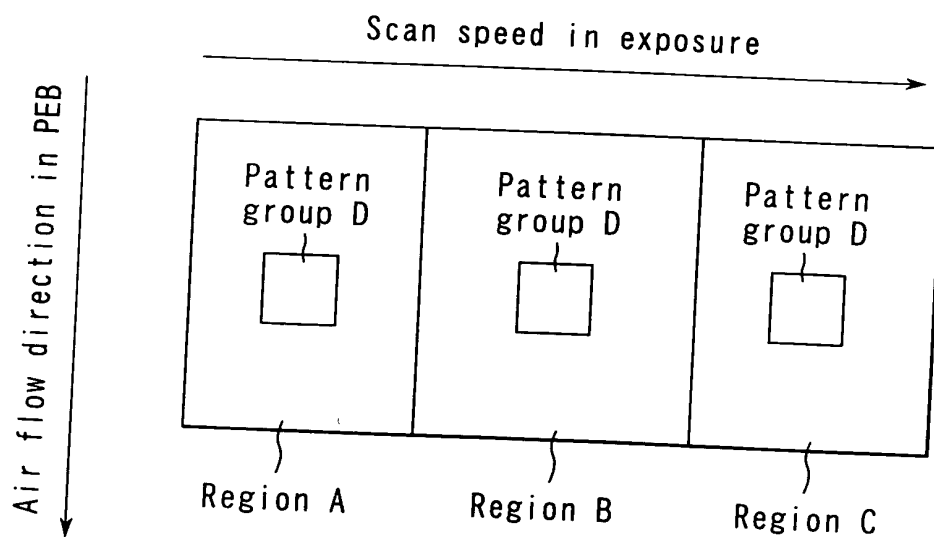 Scan speed in exposure
Air flow direction in PEB
Pattern
group D
Pattern
group D
Pattern
group D
Region A
Region B
Region C